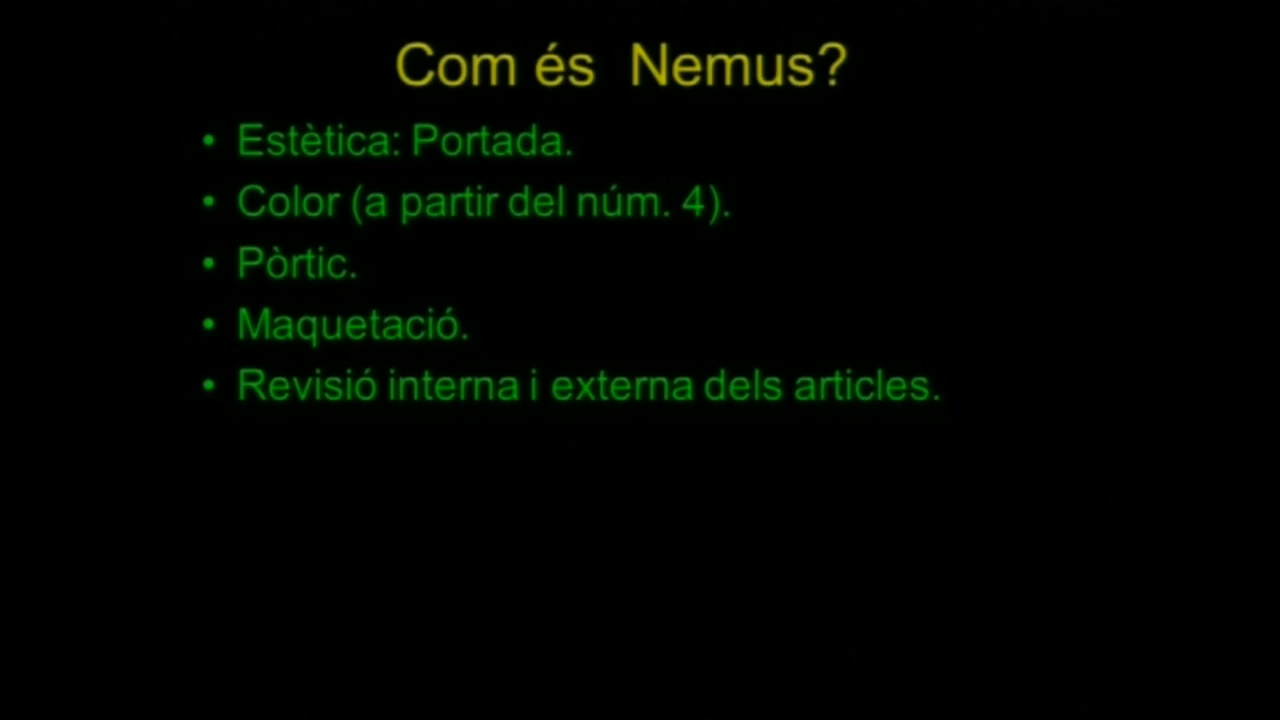 Com és  Nemus?
• Estètica: Portada.
• Color (a partir del núm. 4).
• Pòrtic.
• Maquetació.
• Revisió interna i externa dels articles.